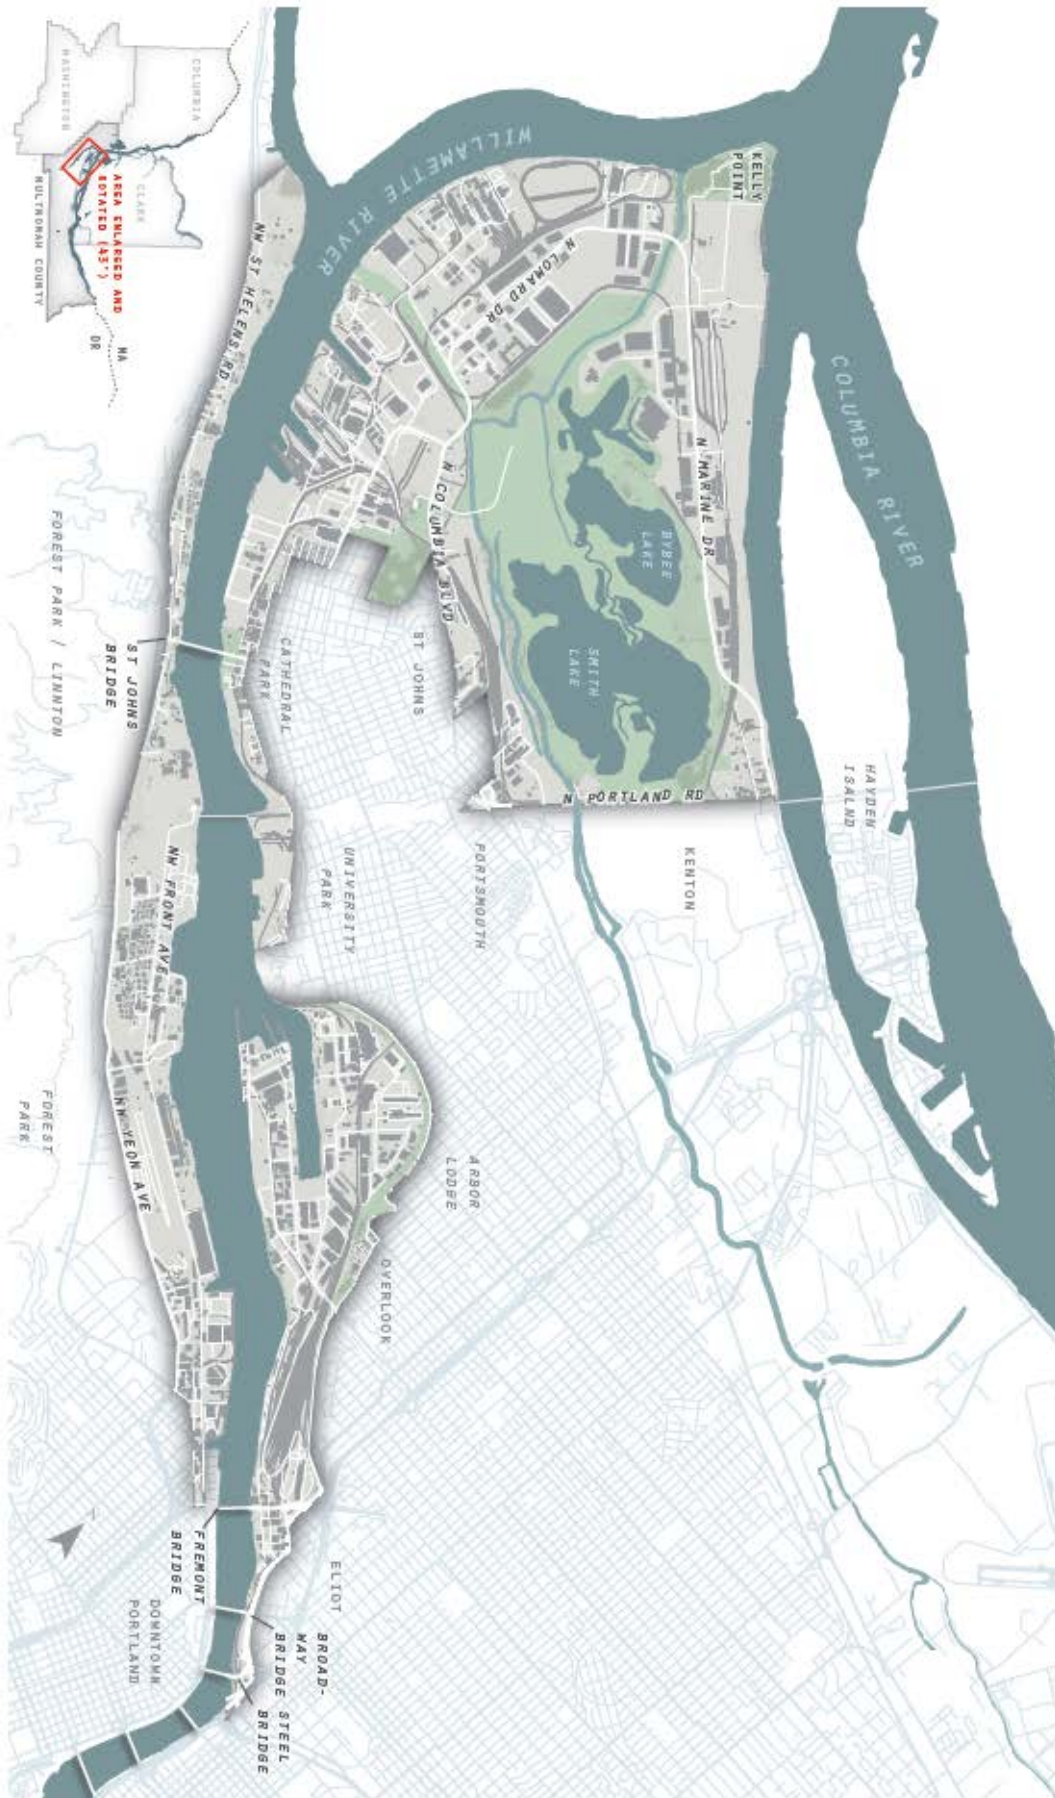 COLUMBIA
WASHINGTON
CLARK
MULTNOMAH COUNTY
AREA ENLARGED AND
ROTATED (43°)
WA
OR
KELLY
POINT
WILLAMETTE RIVER
COLUMBIA RIVER
N LOMARD DR
N MARINE DR
NW ST HELENS RD
N COLUMBIA BLVD
BYBEE
LAKE
SMITH
LAKE
N PORTLAND RD
HAYDEN
ISALND
KENTON
PORTSMOUTH
ST JOHNS
CATHEDRAL
PARK
UNIVERSITY
PARK
ST JOHNS
BRIDGE
FOREST PARK / LINNTON
NW FRONT AVE
NW YEON AVE
FOREST
PARK
ARBOR
LODGE
OVERLOOK
ELIOT
FREMONT
BRIDGE
BROAD-
WAY
BRIDGE
STEEL
BRIDGE
DOWNTOWN
PORTLAND